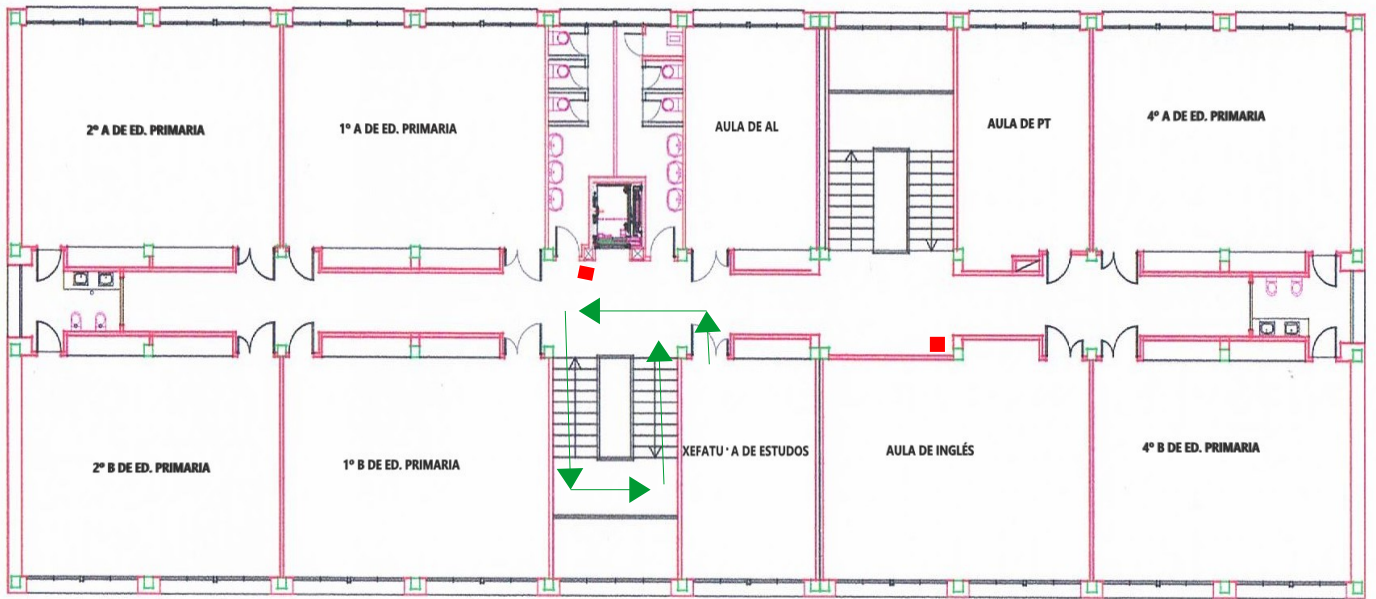 2º A DE ED. PRIMARIA
1º A DE ED. PRIMARIA
AULA DE AL
AULA DE PT
4º A DE ED. PRIMARIA
2º B DE ED. PRIMARIA
1º B DE ED. PRIMARIA
XEFATU A DE ESTUDOS
AULA DE INGLÉS
4º B DE ED. PRIMARIA